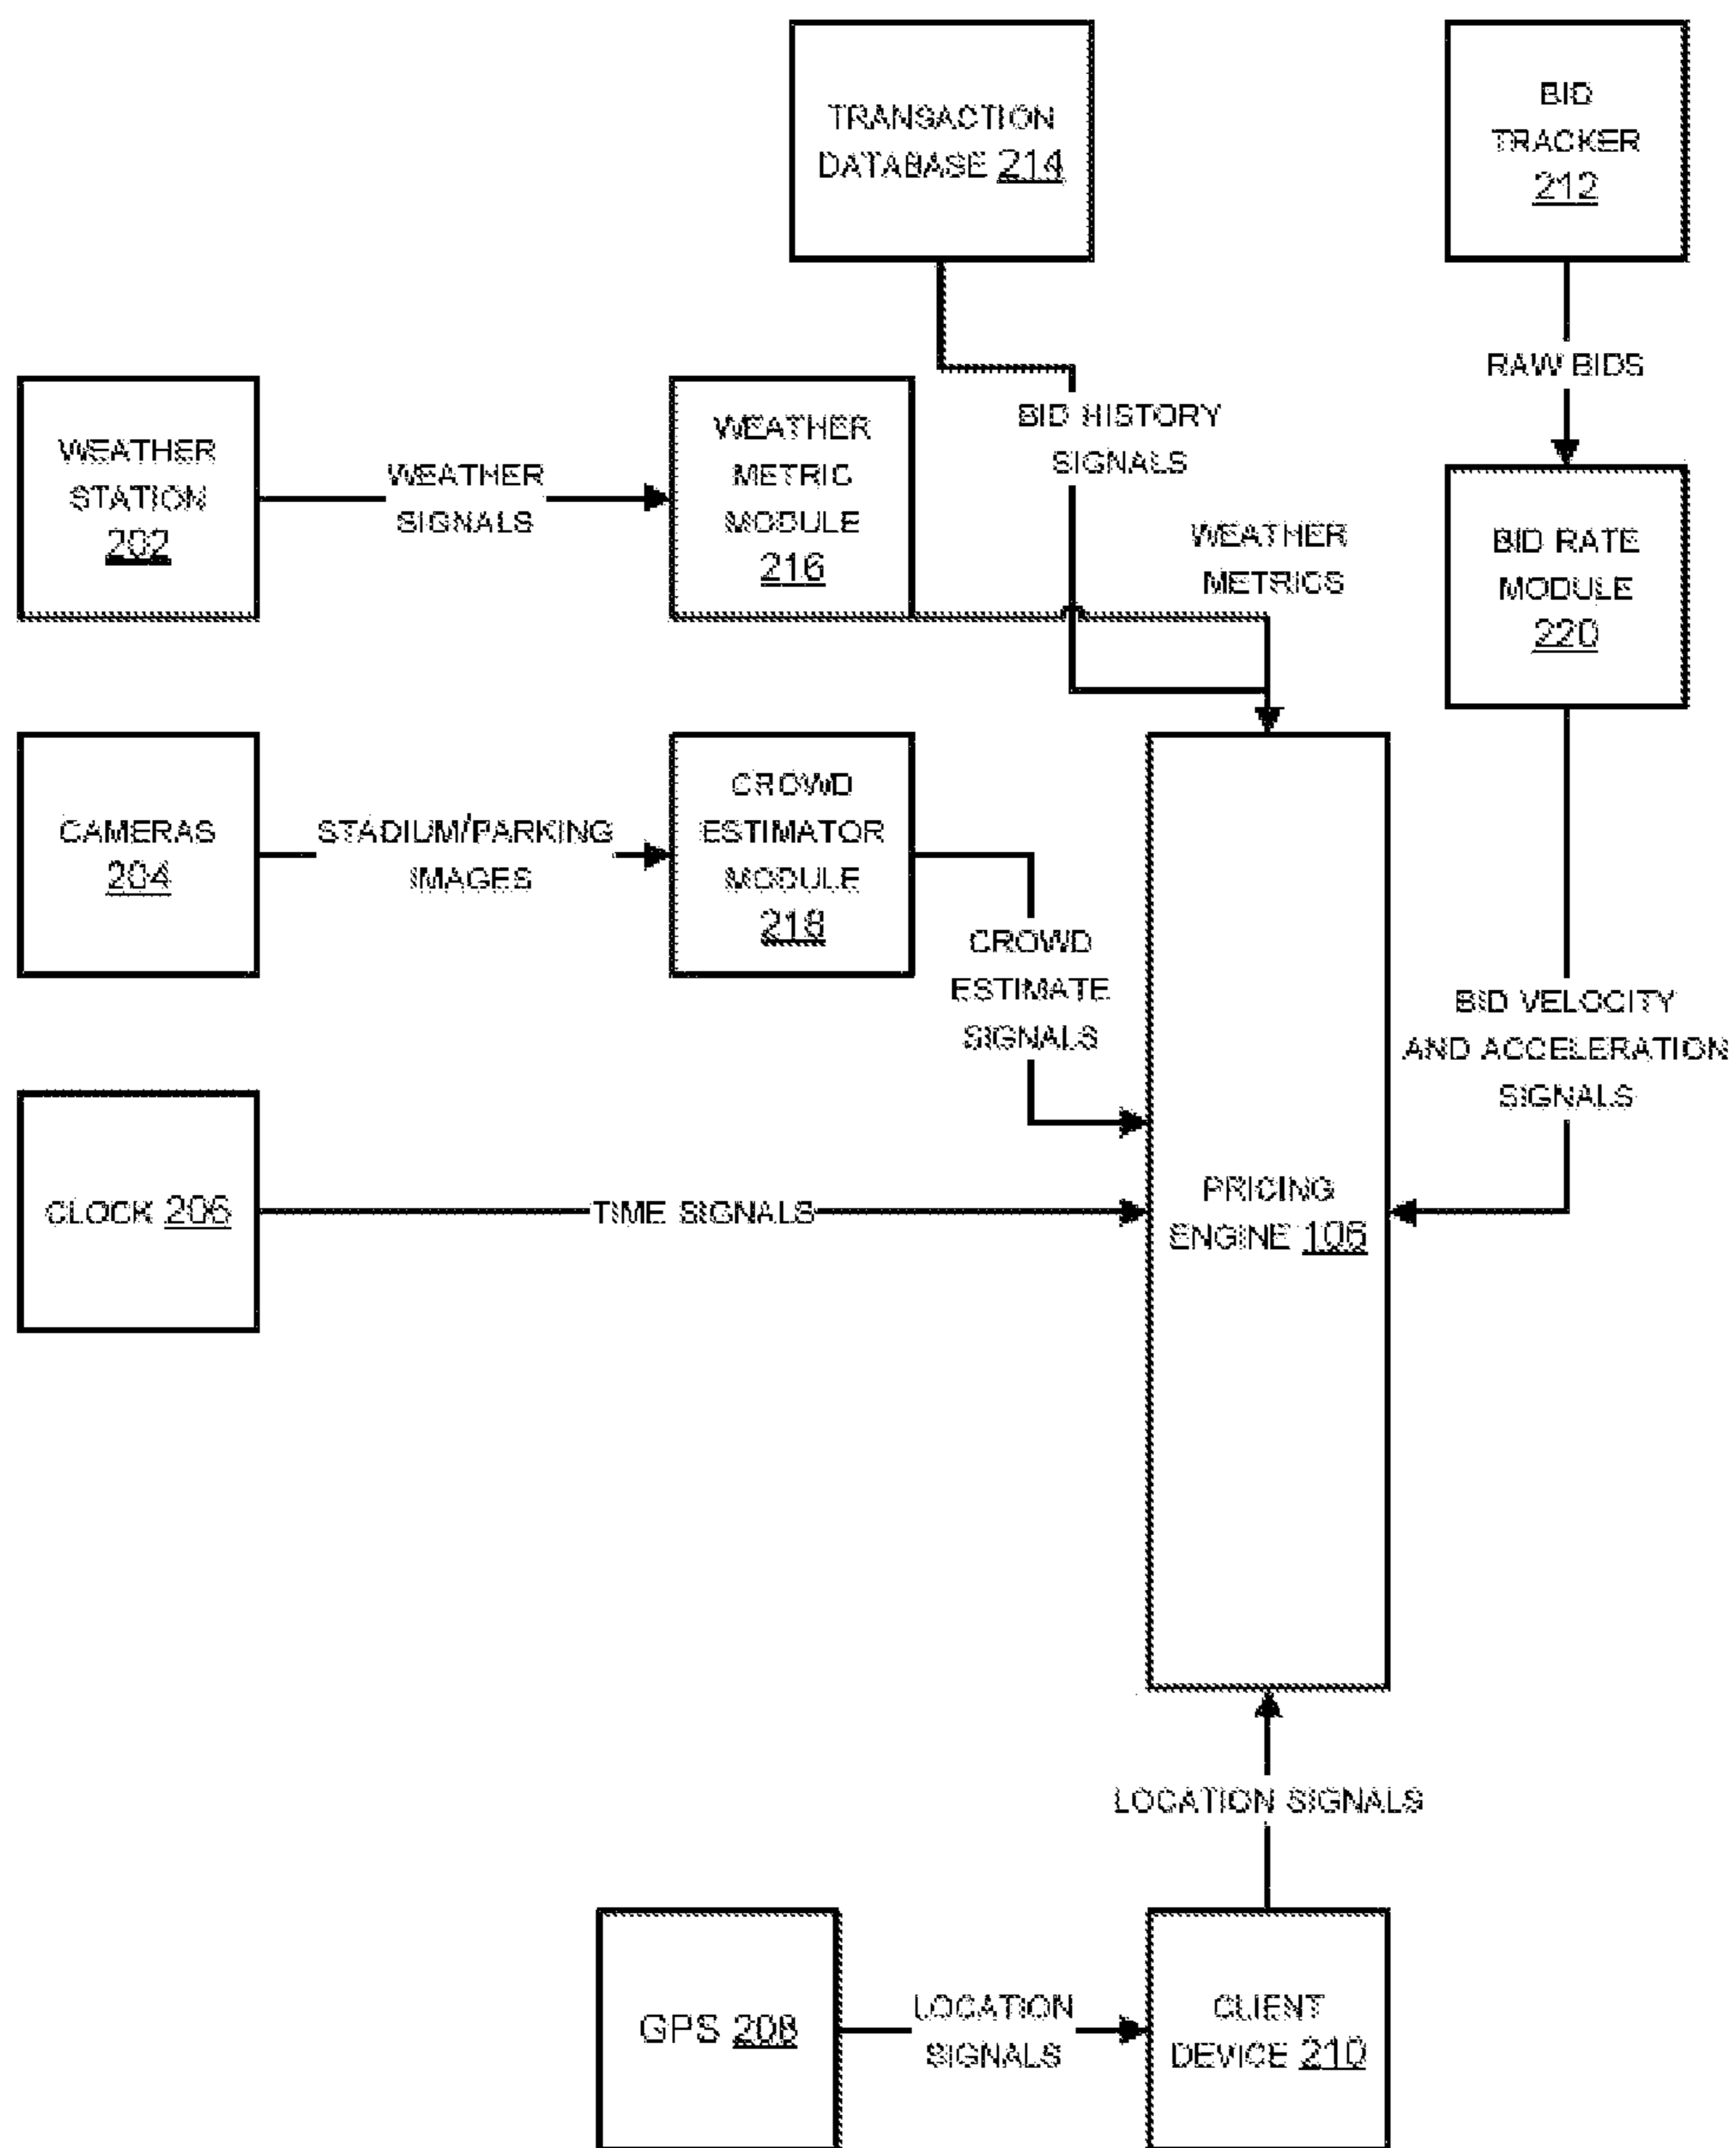 TRANSACTION
DATABASE 214
BID
TRACKER
212
RAW BIDS
WEATHER
STATION
202
WEATHER
SIGNALS
WEATHER
METRIC
MODULE
216
BID HISTORY
SIGNALS
WEATHER
METRICS
BID RATE
MODULE
220
CAMERAS
204
STADIUM/PARKING
IMAGES
CROWD
ESTIMATOR
MODULE
218
CROWD
ESTIMATE
SIGNALS
BID VELOCITY
AND ACCELERATION
SIGNALS
CLOCK 206
TIME SIGNALS
PRICING
ENGINE 106
LOCATION SIGNALS
GPS 208
LOCATION
SIGNALS
CLIENT
DEVICE 210